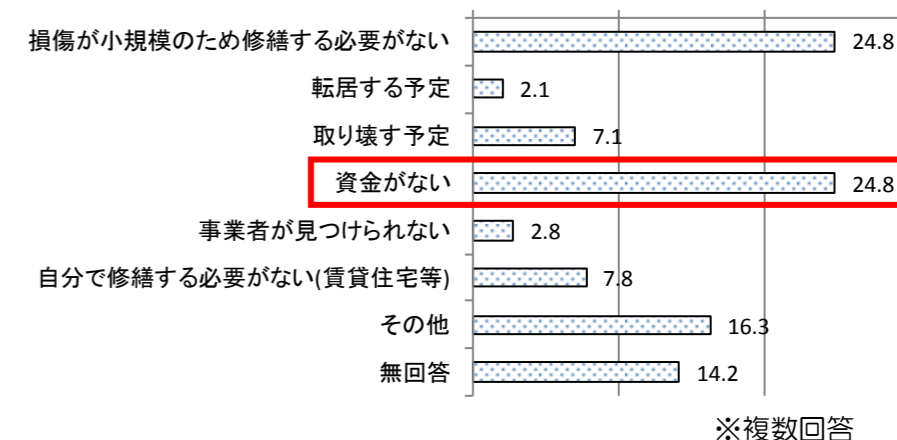 損傷が小規模のため修繕する必要がない 24.8
転居する予定 2.1
取り壊す予定 7.1
資金がない 24.8
事業者が見つけられない 2.8
自分で修繕する必要がない(賃貸住宅等) 7.8
その他 16.3
無回答 14.2
※複数回答